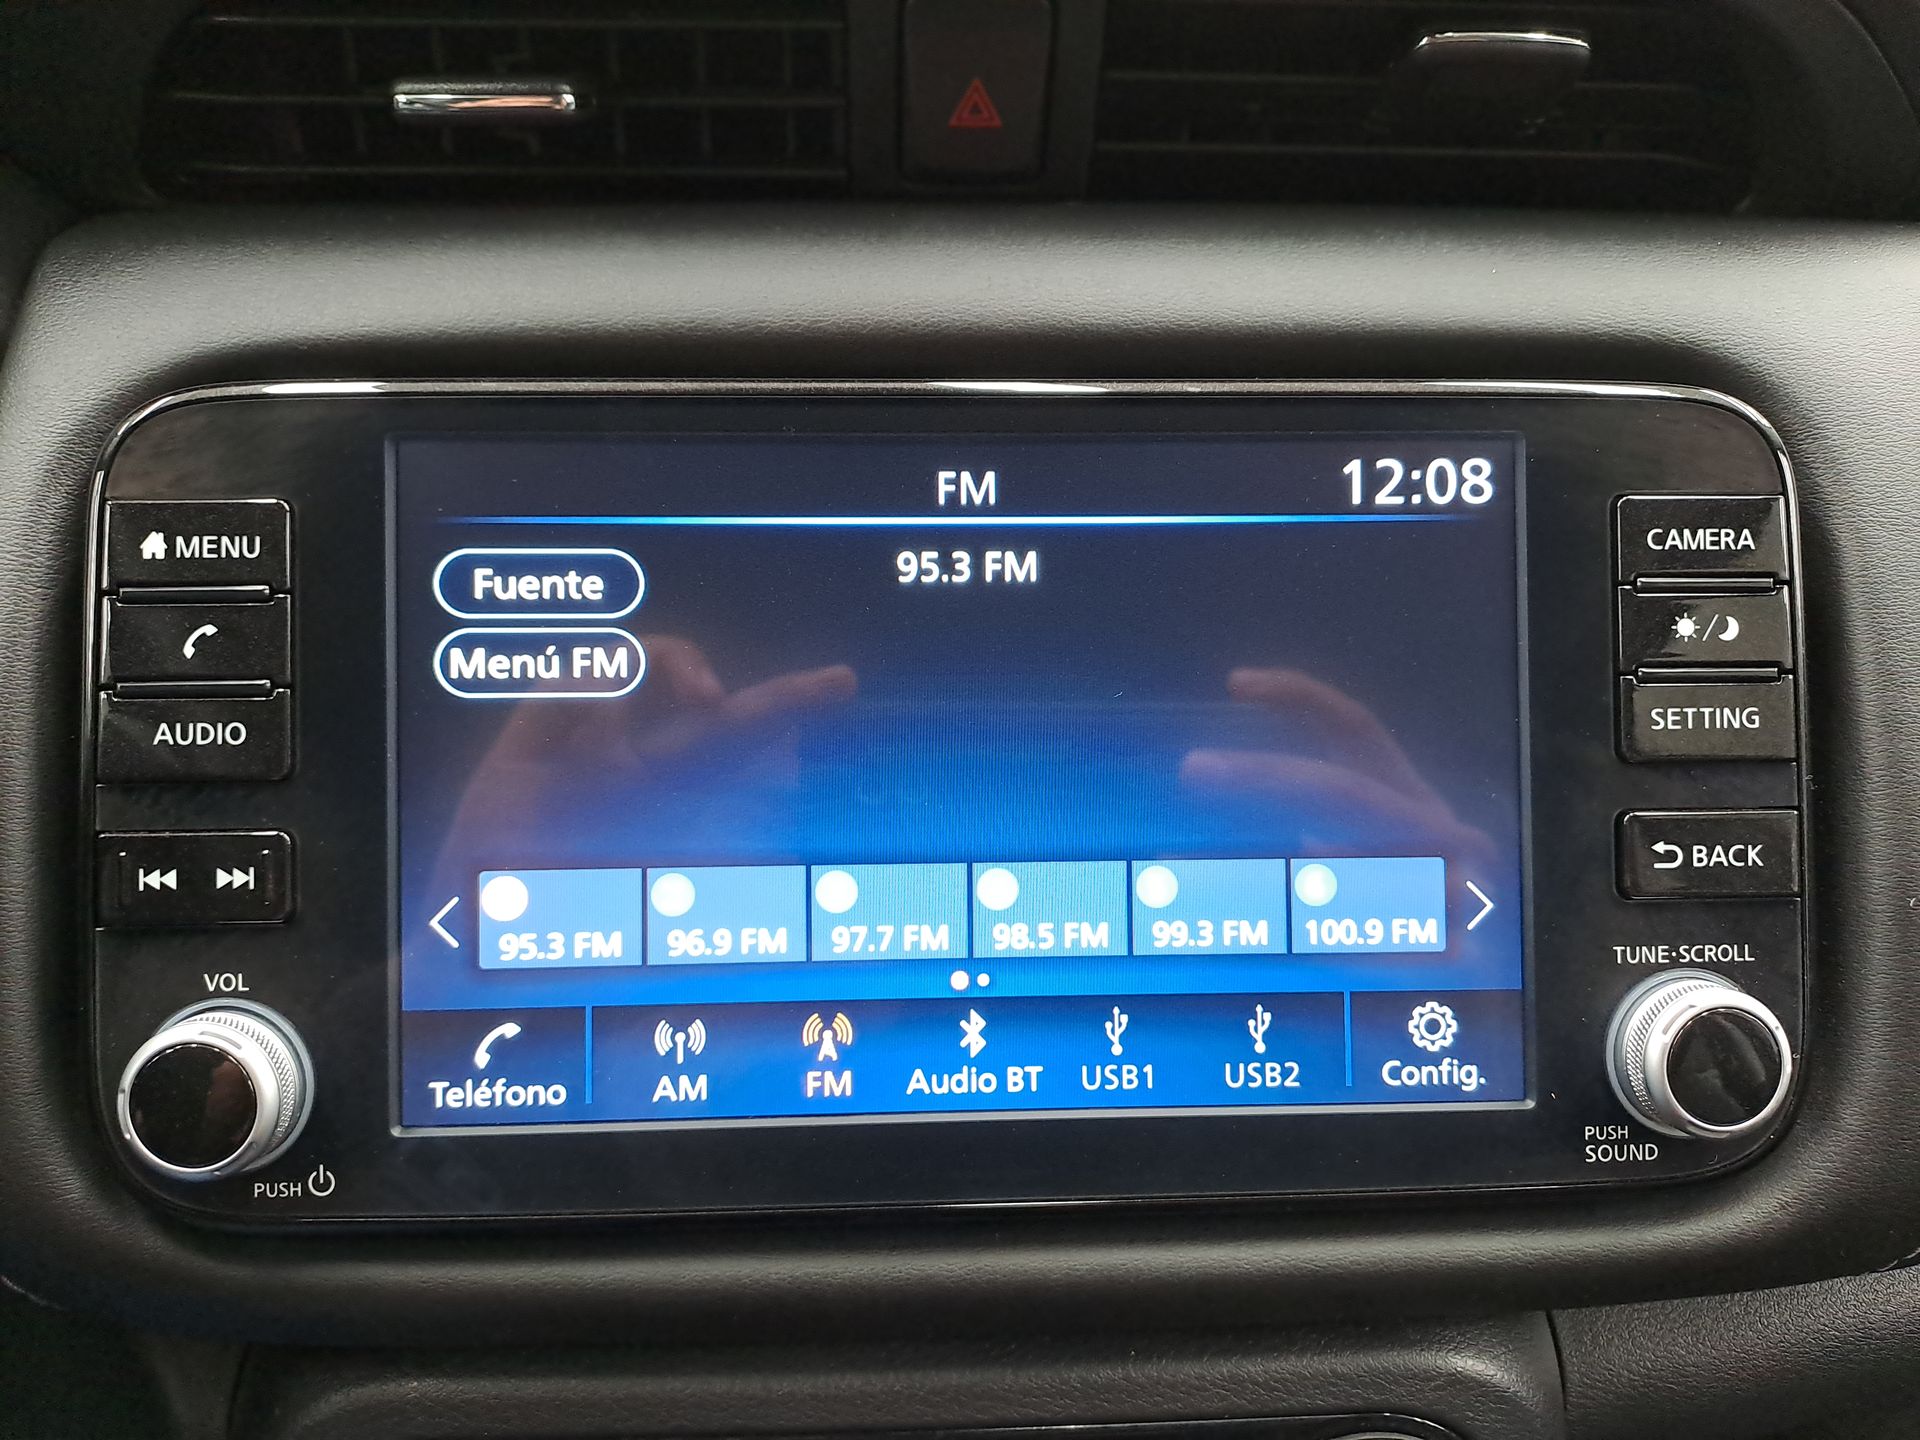 FM
12:08
MENU
CAMERA
Fuente
95.3 FM
Menú FM
AUDIO
SETTING
BACK
95.3 FM
96.9 FM
97.7 FM
98.5 FM
99.3 FM
100.9 FM
VOL
TUNE·SCROLL
Teléfono
AM
FM
Audio BT
USB1
USB2
Config.
PUSH
PUSH
SOUND